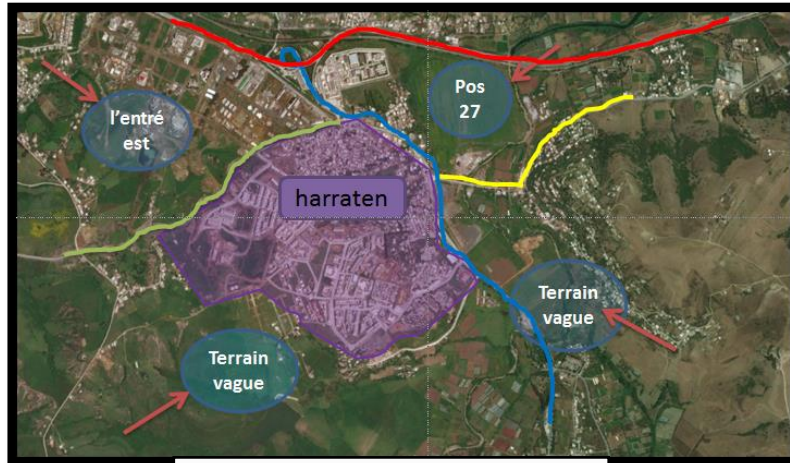 Pos
27
l'entré
est
harraten
Terrain
vague
Terrain
vague